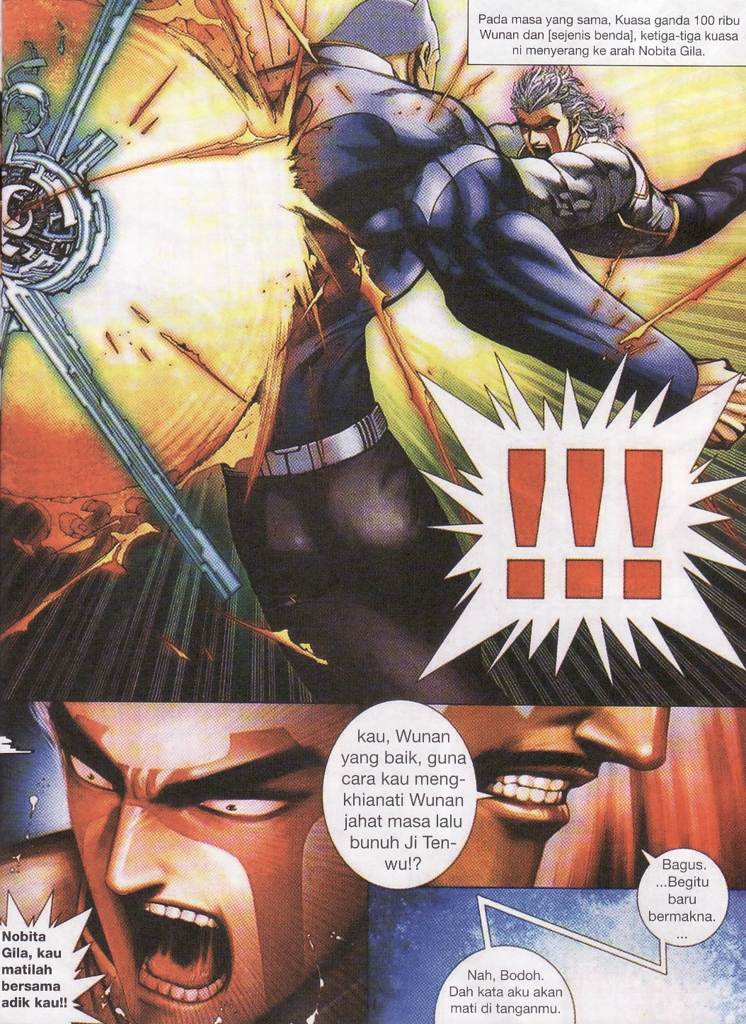 Pada masa yang sama, Kuasa ganda 100 ribu
Wunan dan [sejenis benda], ketiga-tiga kuasa
ni menyerang ke arah Nobita Gila.
!!!
kau, Wunan
yang baik, guna
cara kau meng-
khianati Wunan
jahat masa lalu
bunuh Ji Ten-
wu!?
Nobita
Gila, kau
matilah
bersama
adik kau!!
Bagus.
...Begitu
baru
bermakna.
...
Nah, Bodoh.
Dah kata aku akan
mati di tanganmu.